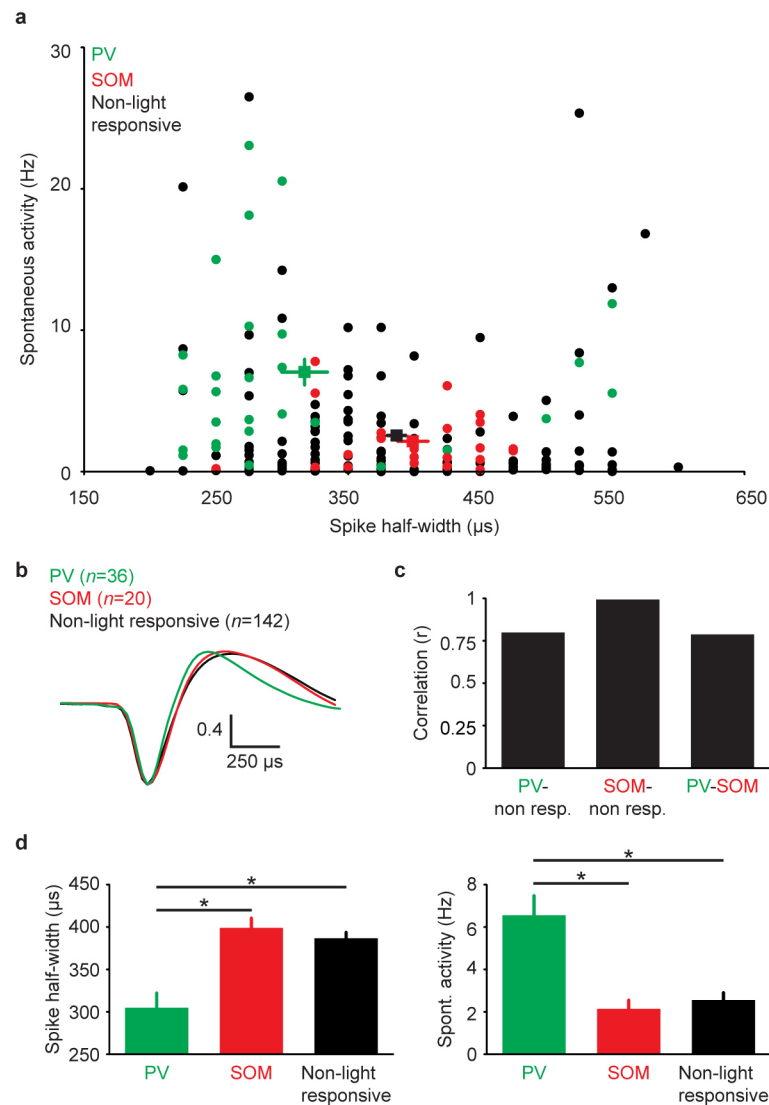 a
30
20
10
0
Spontaneous activity (Hz)
PV
SOM
Non-light
responsive
150
250
350
450
550
650
Spike half-width (µs)
b
PV (n=36)
SOM (n=20)
Non-light responsive (n=142)
0.4
250 µs
c
1
0.75
0.5
0.25
0
Correlation (r)
PV-
non resp.
SOM-
non resp.
PV-SOM
d
450
400
350
300
250
Spike half-width (µs)
*
*
PV
SOM
Non-light
responsive
8
6
4
2
0
Spont. activity (Hz)
*
*
PV
SOM
Non-light
responsive